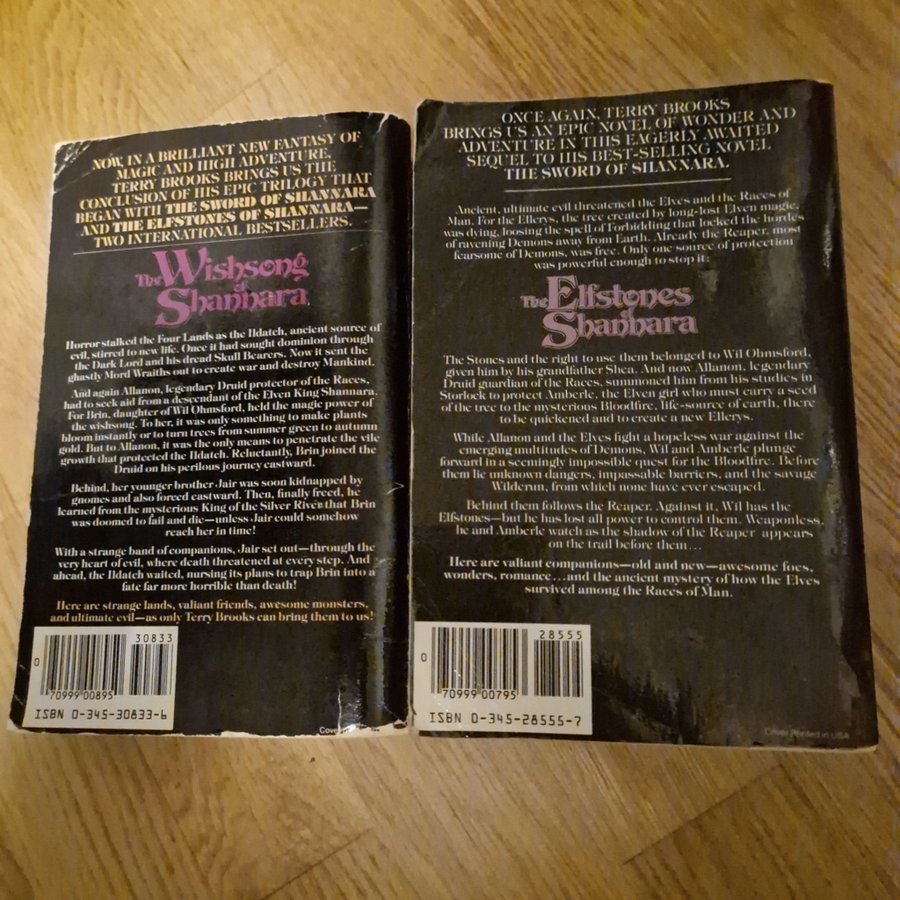 NOW, IN A BRILLIANT NEW FANTASY OF
MAGIC AND HIGH ADVENTURE,
TERRY BROOKS BRINGS US THE
CONCLUSION OF HIS EPIC TRILOGY THAT
BEGAN WITH THE SWORD OF SHANNARA
AND THE ELFSTONES OF SHANNARA—
TWO INTERNATIONAL BESTSELLERS.
The Wishsong
of
Shannara
Horror stalked the Four Lands as the Ildatch, ancient source of
evil, stirred to new life. Once it had sought dominion through
the Dark Lord and his dread Skull Bearers. Now it sent the
ghastly Mord Wraiths out to create war and destroy Mankind.
And again Allanon, legendary Druid protector of the Races,
had to seek aid from a descendant of the Elven King Shannara.
For Brin, daughter of Wil Ohmsford, held the magic power of
the wishsong. To her, it was only something to make plants
bloom instantly or to turn trees from summer green to autumn
gold. But to Allanon, it was the only means to penetrate the vile
growth that protected the Ildatch. Reluctantly, Brin joined the
Druid on his perilous journey eastward.
Behind, her younger brother Jair was soon kidnapped by
gnomes and also forced eastward. Then, finally freed, he
learned from the mysterious King of the Silver River that Brin
was doomed to fail and die—unless Jair could somehow
reach her in time!
With a strange band of companions, Jair set out—through the
very heart of evil, where death threatened at every step. And
ahead, the Ildatch waited, nursing its plans to trap Brin into a
fate far more horrible than death!
Here are strange lands, valiant friends, awesome monsters,
and ultimate evil—as only Terry Brooks can bring them to us!
30833
0
70999 00895
ISBN 0-345-30833-6
Cove
ONCE AGAIN, TERRY BROOKS
BRINGS US AN EPIC NOVEL OF WONDER AND
ADVENTURE IN THIS EAGERLY AWAITED
SEQUEL TO HIS BEST-SELLING NOVEL
THE SWORD OF SHANNARA.
Ancient, ultimate evil threatened the Elves and the Races of
Man. For the Ellcrys, the tree created by long-lost Elven magic,
was dying, loosing the spell of Forbidding that locked the hordes
of ravening Demons away from Earth. Already the Reaper, most
fearsome of Demons, was free. Only one source of protection
was powerful enough to stop it:
The Elfstones
of
Shannara
The Stones and the right to use them belonged to Wil Ohmsford,
given him by his grandfather Shea. And now Allanon, legendary
Druid guardian of the Races, summoned him from his studies in
Storlock to protect Amberle, the Elven girl who must carry a seed
of the tree to the mysterious Bloodfire, life-source of earth, there
to be quickened and to create a new Ellcrys.
While Allanon and the Elves fight a hopeless war against the
emerging multitudes of Demons, Wil and Amberle plunge
forward in a seemingly impossible quest for the Bloodfire. Before
them lie unknown dangers, impassable barriers, and the savage
Wilderun, from which none have ever escaped.
Behind them follows the Reaper. Against it, Wil has the
Elfstones—but he has lost all power to control them. Weaponless,
he and Amberle watch as the shadow of the Reaper appears
on the trail before them...
Here are valiant companions—old and new—awesome foes,
wonders, romance...and the ancient mystery of how the Elves
survived among the Races of Man.
28555
0
70999 00795
ISBN 0-345-28555-7
Cover Printed in USA